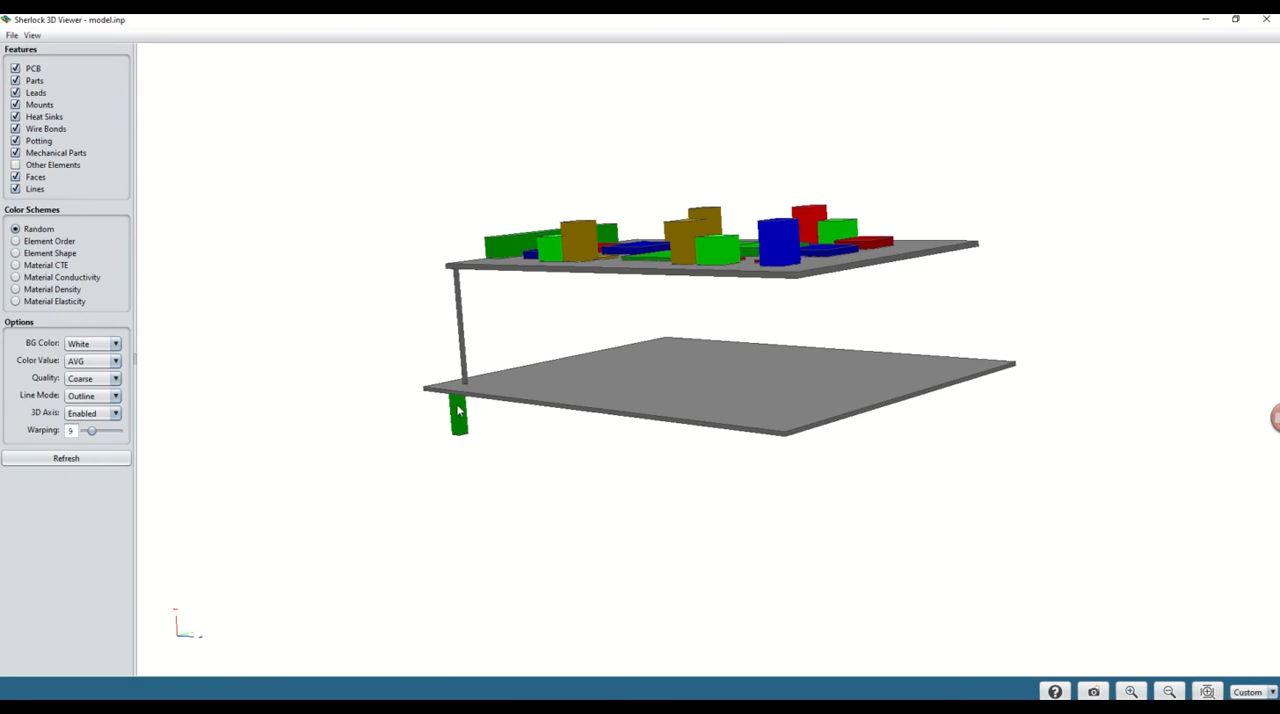 Sherlock 3D Viewer - model.inp
File View
Features
PCB
Parts
Leads
Mounts
Heat Sinks
Wire Bonds
Potting
Mechanical Parts
Other Elements
Faces
Lines
Color Schemes
Random
Element Order
Element Shape
Material CTE
Material Conductivity
Material Density
Material Elasticity
Options
BG Color: White
Color Value: AVG
Quality: Coarse
Line Mode: Outline
3D Axis: Enabled
Warping: 9
Refresh
Custom